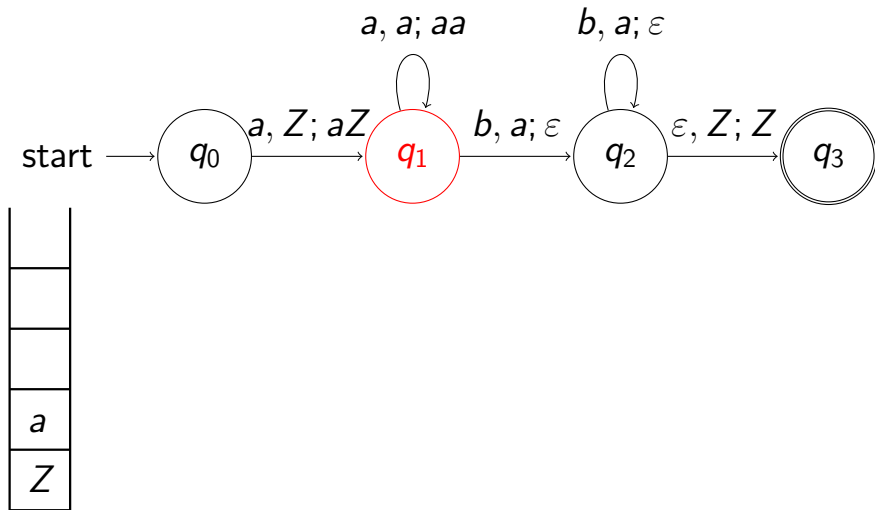 a, a; aa
b, a; ε
start
q₀
a, Z; aZ
q₁
b, a; ε
q₂
ε, Z; Z
q₃
a
Z